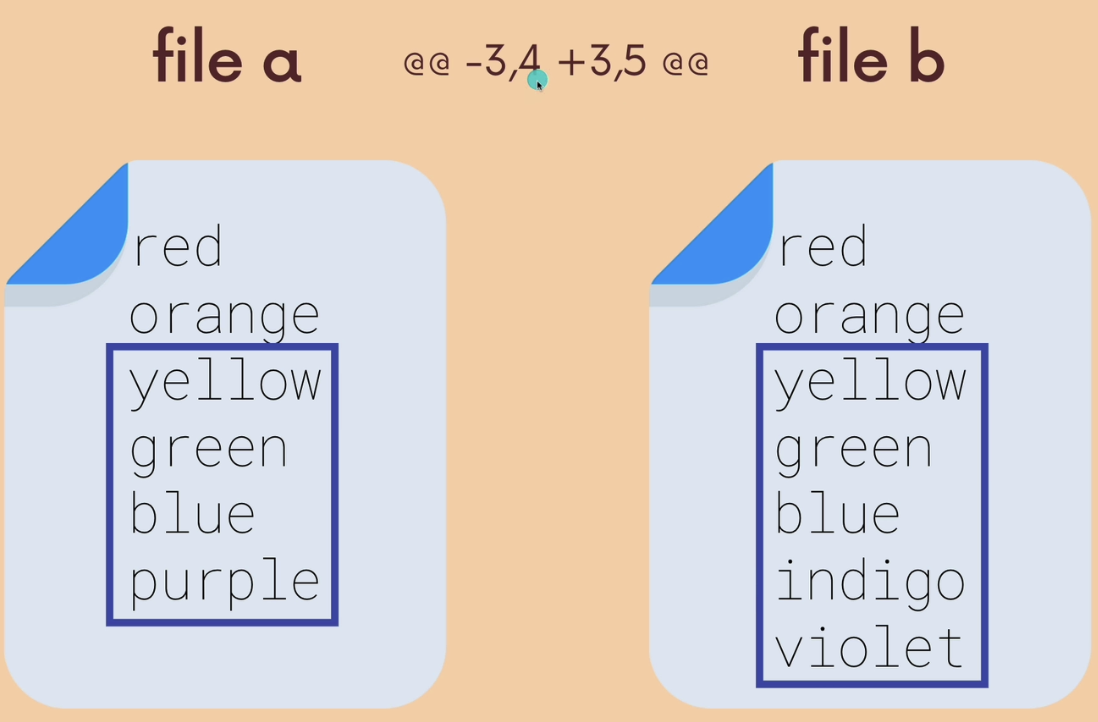 file a @@ -3,4 +3,5 @@ file b
red
orange
yellow
green
blue
purple
red
orange
yellow
green
blue
indigo
violet